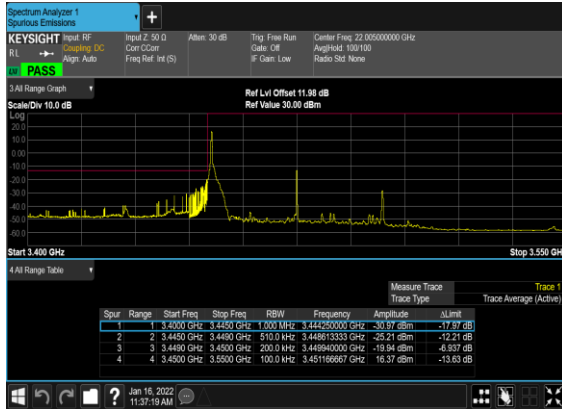 Spectrum Analyzer 1
Spurious Emissions
KEYSIGHT Input: RF Input Z: 50 Ω Atten: 30 dB Trig: Free Run Center Freq: 22.005000000 GHz
RL Coupling: DC Corr CCorr Gate: Off Avg|Hold: 100/100
Align: Auto Freq Ref: Int (S) IF Gain: Low Radio Std: None
PASS
3 All Range Graph
Ref Lvl Offset 11.98 dB
Scale/Div 10.0 dB Ref Value 30.00 dBm
Log
20.0
10.0
0.00
-10.0
-20.0
-30.0
-40.0
-50.0
-60.0
Start 3.400 GHz Stop 3.550 GH
4 All Range Table
Measure Trace Trace 1
Trace Type Trace Average (Active)
Spur Range Start Freq Stop Freq RBW Frequency Amplitude ΔLimit
1 1 3.4000 GHz 3.4450 GHz 1.000 MHz 3.444250000 GHz -30.97 dBm -17.97 dB
2 2 3.4450 GHz 3.4490 GHz 510.0 kHz 3.448613333 GHz -25.21 dBm -12.21 dB
3 3 3.4490 GHz 3.4500 GHz 200.0 kHz 3.449940000 GHz -19.94 dBm -6.937 dB
4 4 3.4500 GHz 3.5500 GHz 100.0 kHz 3.451166667 GHz 16.37 dBm -13.63 dB
Jan 16, 2022
11:37:19 AM